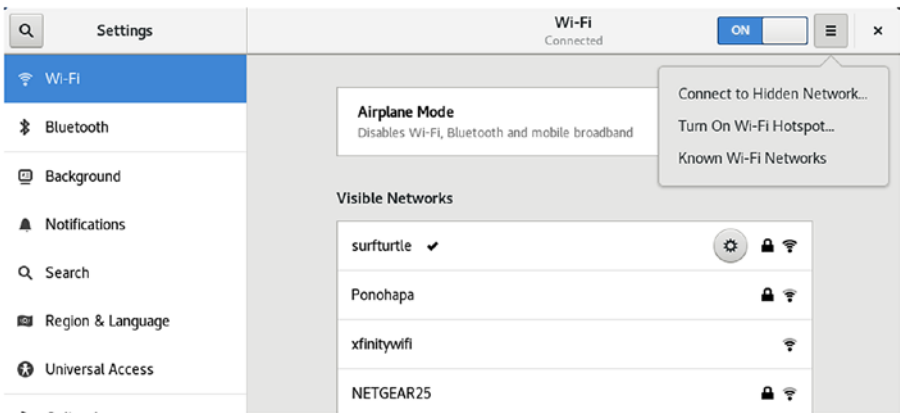 Settings
Wi-Fi
Connected
ON
Wi-Fi
Bluetooth
Background
Notifications
Search
Region & Language
Universal Access
Airplane Mode
Disables Wi-Fi, Bluetooth and mobile broadband
Connect to Hidden Network...
Turn On Wi-Fi Hotspot...
Known Wi-Fi Networks
Visible Networks
surfturtle
Ponohapa
xfinitywifi
NETGEAR25